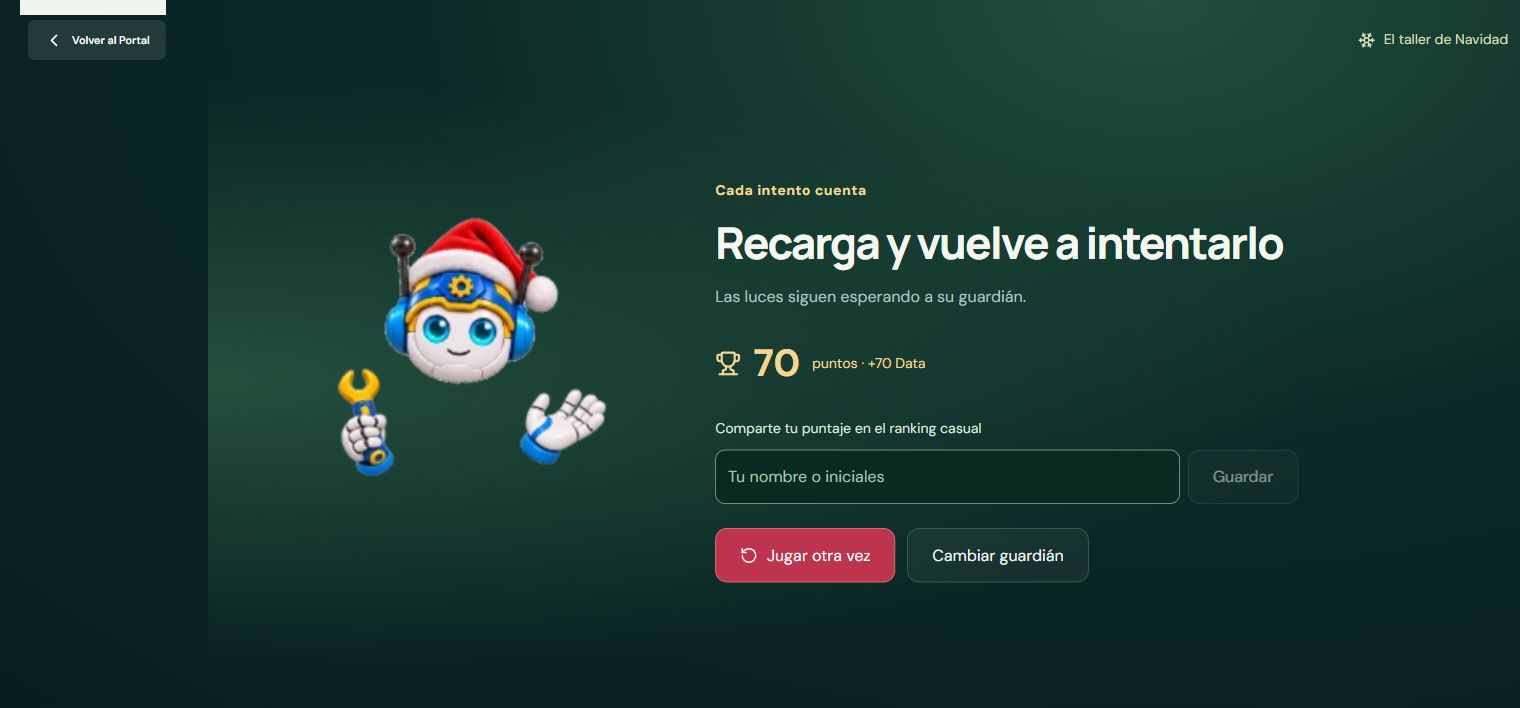 Volver al Portal
El taller de Navidad
Cada intento cuenta
Recarga y vuelve a intentarlo
Las luces siguen esperando a su guardián.
70 puntos · +70 Data
Comparte tu puntaje en el ranking casual
Tu nombre o iniciales
Guardar
Jugar otra vez
Cambiar guardián